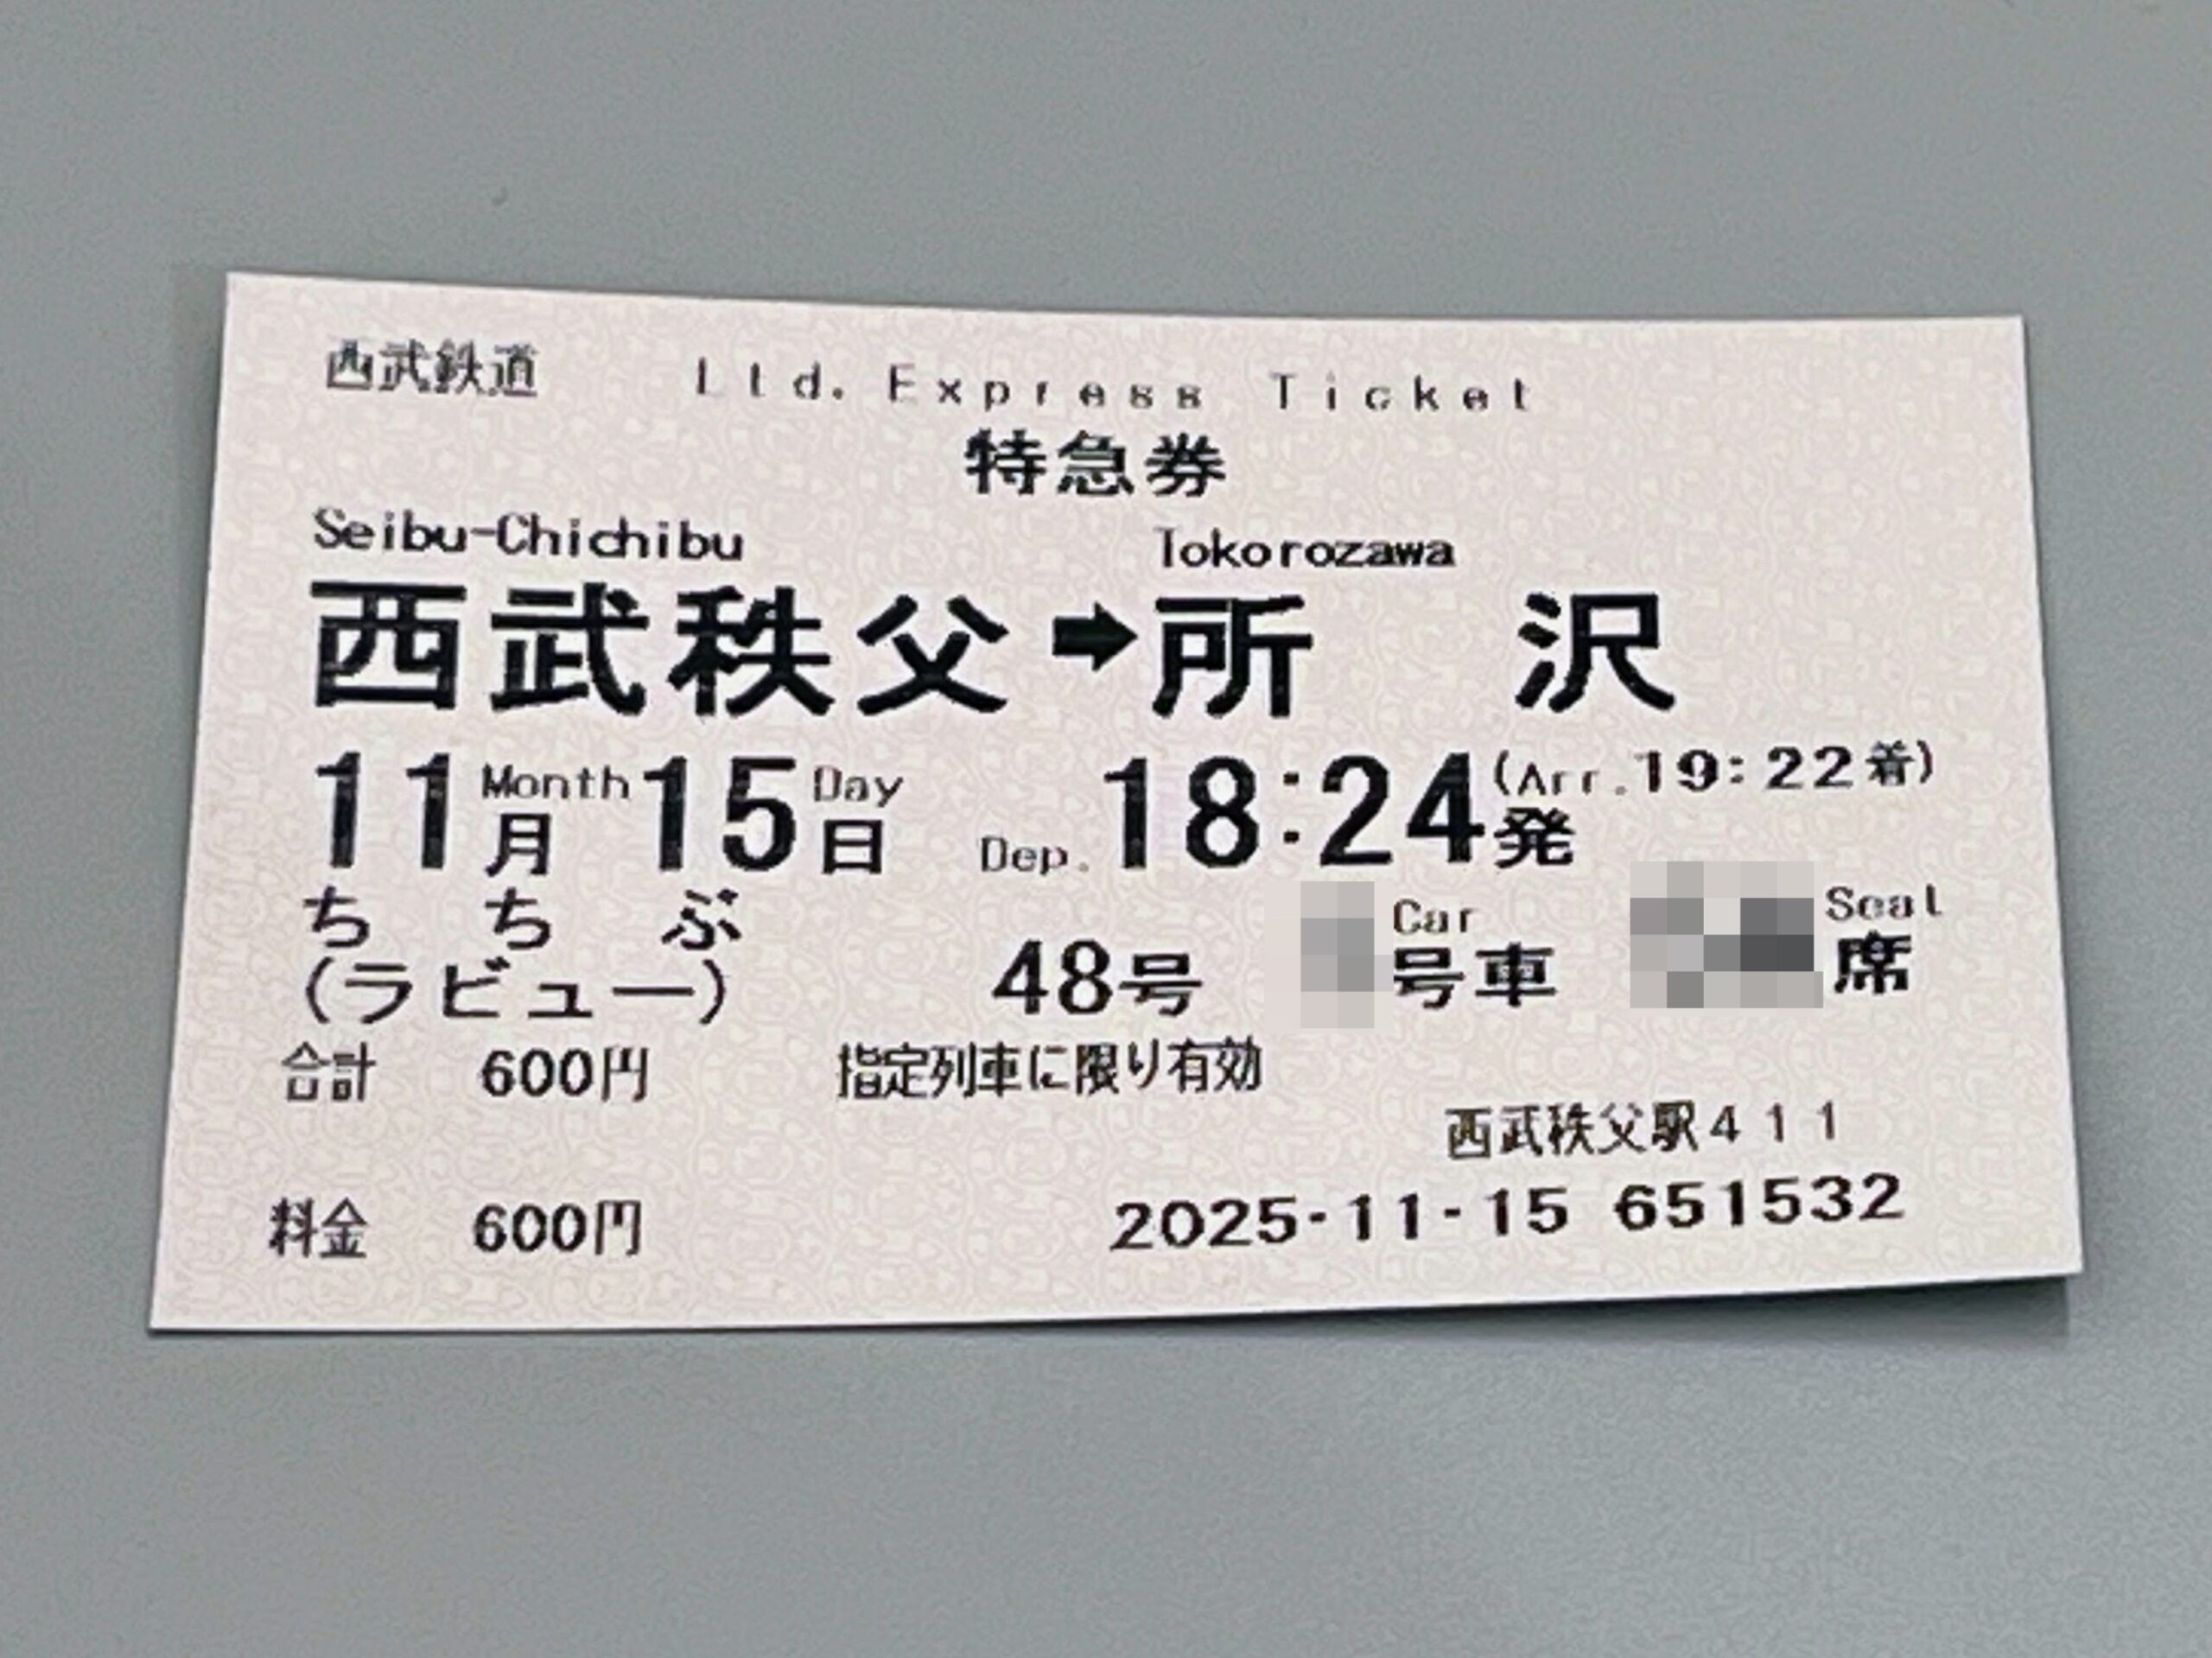 西武鉄道 Ltd. Express Ticket
特急券
Seibu-Chichibu Tokorozawa
西武秩父➡所沢
11 Month 月 15 Day 日 Dep. 18:24 発 (Arr. 19:22着)
ちちぶ
(ラビュー) 48号 Car 号車 Seat 席
合計 600円 指定列車に限り有効
西武秩父駅411
料金 600円 2025-11-15 651532